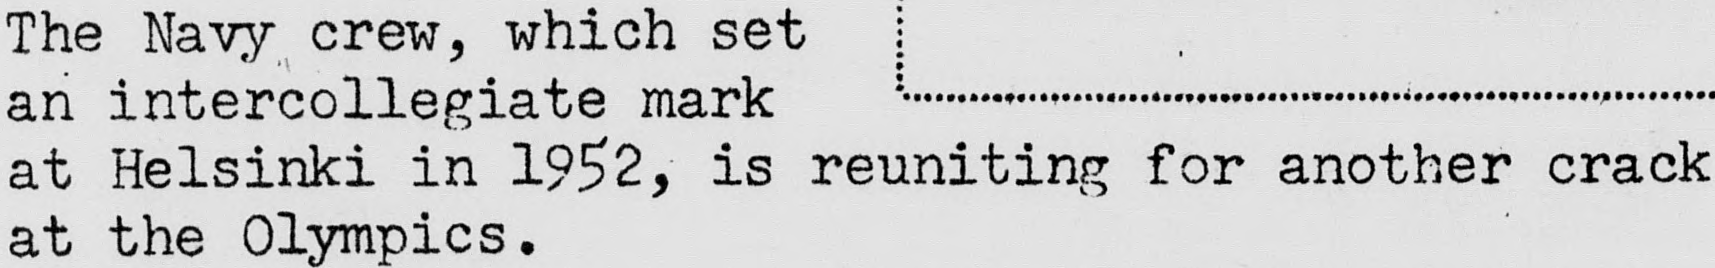 The Navy crew, which set
an intercollegiate mark
at Helsinki in 1952, is reuniting for another crack
at the Olympics.